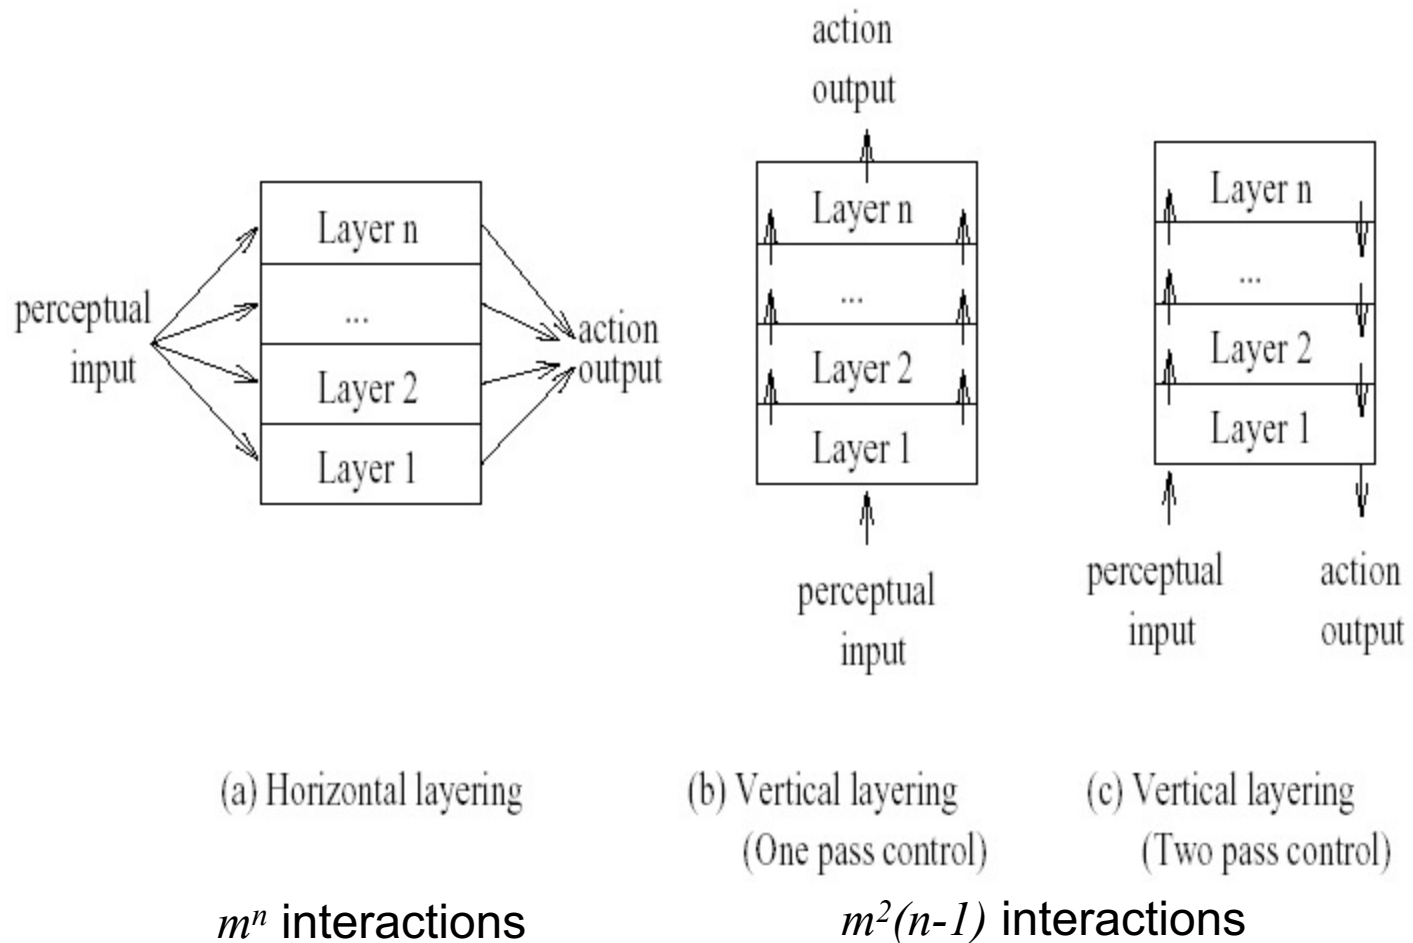 perceptual
input
Layer n
...
Layer 2
Layer 1
action
output
(a) Horizontal layering
mⁿ interactions
action
output
Layer n
...
Layer 2
Layer 1
perceptual
input
(b) Vertical layering
(One pass control)
Layer n
...
Layer 2
Layer 1
perceptual
input
action
output
(c) Vertical layering
(Two pass control)
m²(n-1) interactions